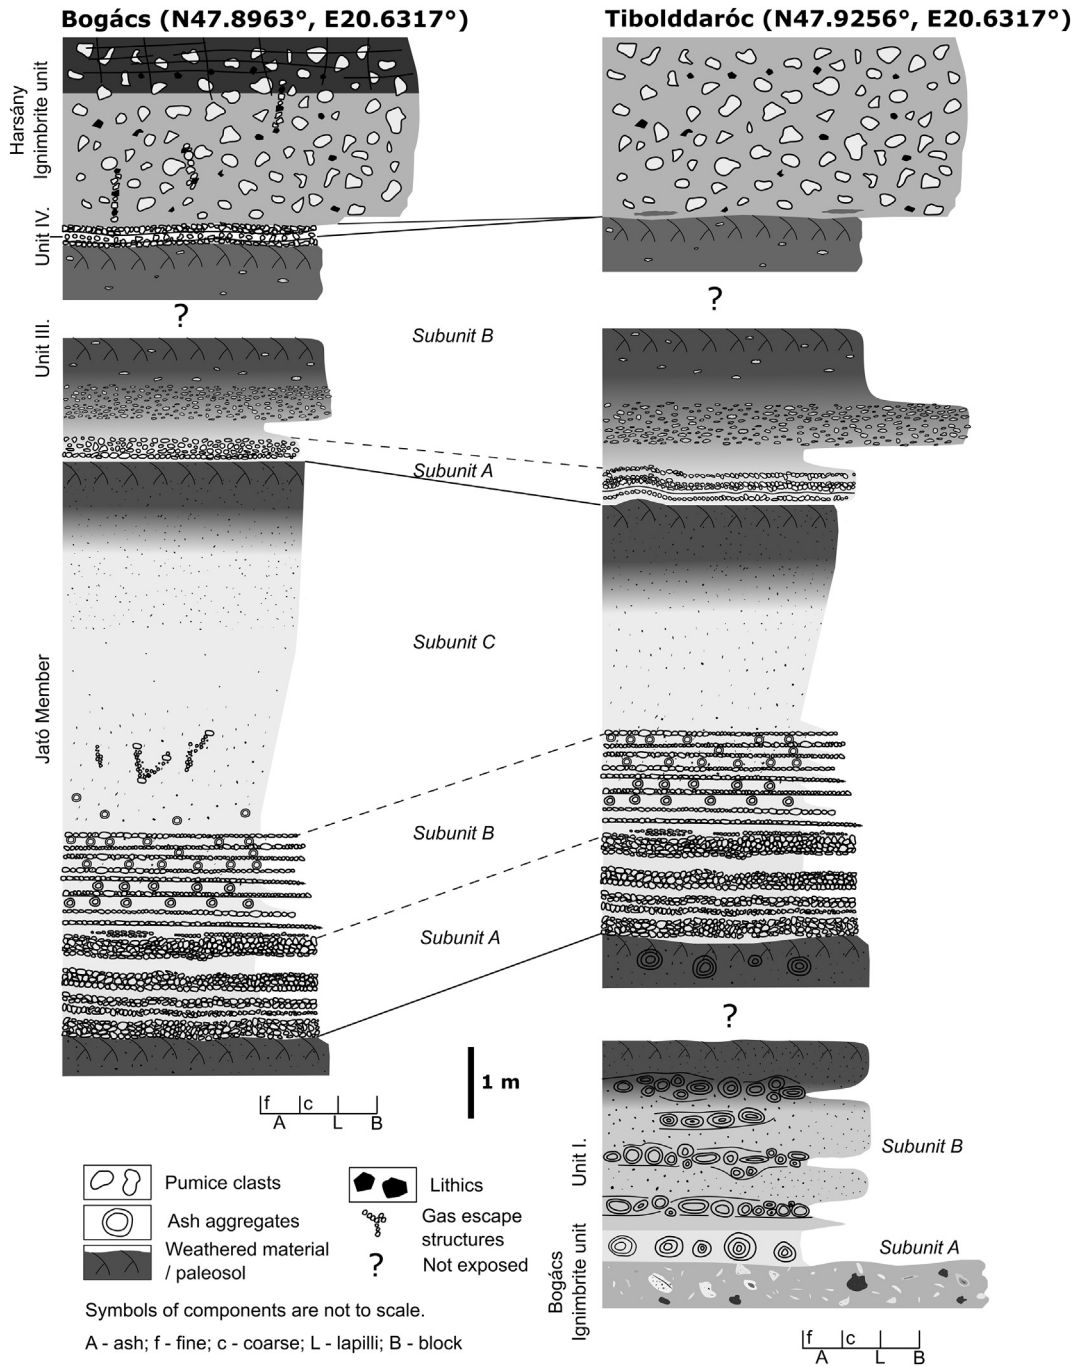 Bogács (N47.8963°, E20.6317°)
Tibolddaróc (N47.9256°, E20.6317°)
Harsány
Ignimbrite unit
Unit IV.
?
?
Unit III.
Subunit B
Subunit A
Jató Member
Subunit C
Subunit B
Subunit A
?
1 m
f c
A L B
Unit I.
Subunit B
Subunit A
Bogács
Ignimbrite unit
Pumice clasts
Lithics
Ash aggregates
Gas escape
structures
Weathered material
/ paleosol
? Not exposed
Symbols of components are not to scale.
A - ash; f - fine; c - coarse; L - lapilli; B - block
f c
A L B